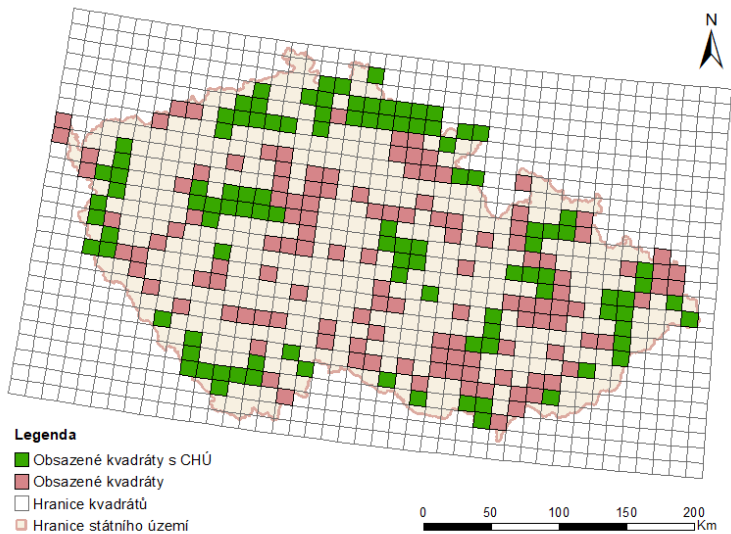 N
Legenda
Obsazené kvadráty s CHÚ
Obsazené kvadráty
Hranice kvadrátů
Hranice státního území
0 50 100 150 200
Km